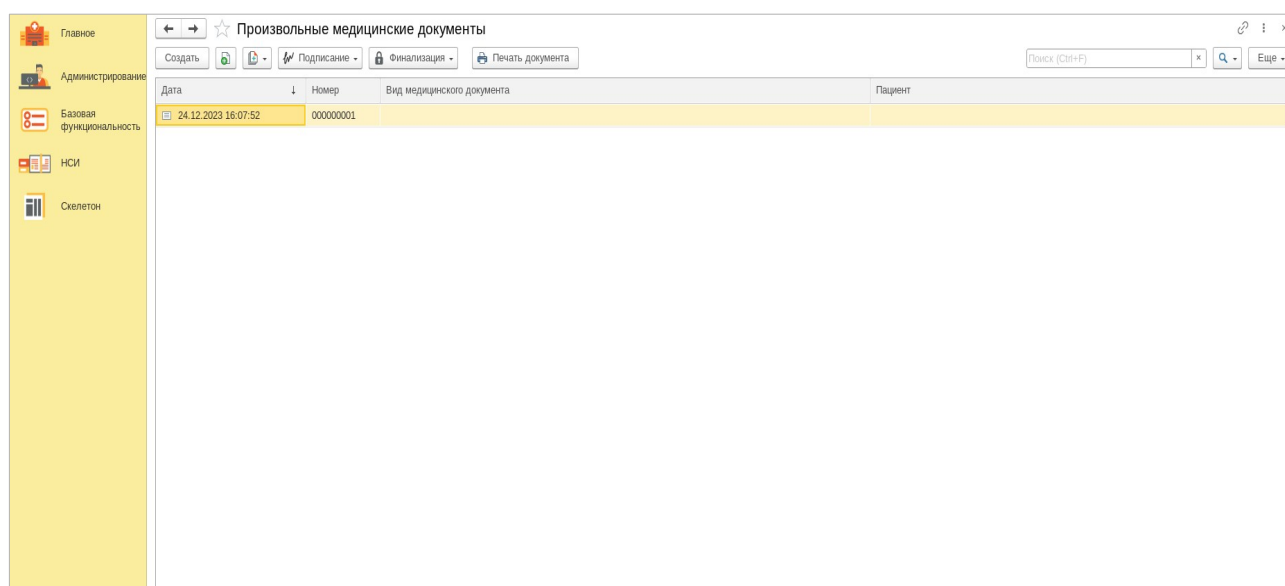 Главное
Администрирование
Базовая
функциональность
НСИ
Скелетон
Произвольные медицинские документы
Создать Подписание Финализация Печать документа Поиск (Ctrl+F) × Еще
Дата ↓ Номер Вид медицинского документа Пациент
24.12.2023 16:07:52 000000001